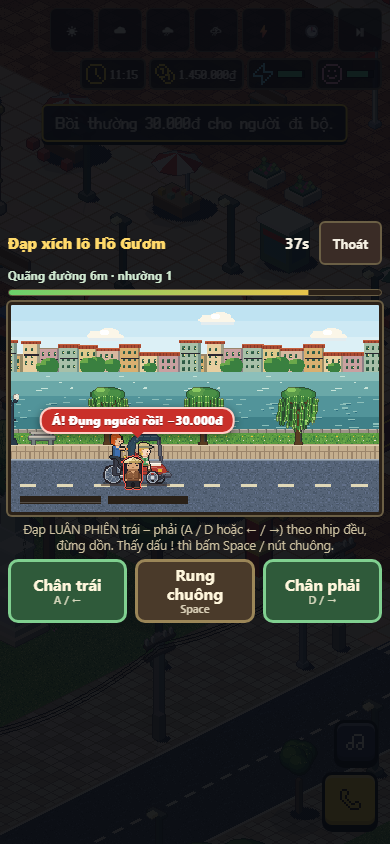 11:15
1.450.000₫
Bồi thường 30.000đ cho người đi bộ.
Đạp xích lô Hồ Gươm
37s
Thoát
Quãng đường 6m · nhường 1
Á! Đụng người rồi! −30.000đ
Đạp LUÂN PHIÊN trái – phải (A / D hoặc ← / →) theo nhịp đều,
đừng dồn. Thấy dấu ! thì bấm Space / nút chuông.
Chân trái
A / ←
Rung
chuông
Space
Chân phải
D / →